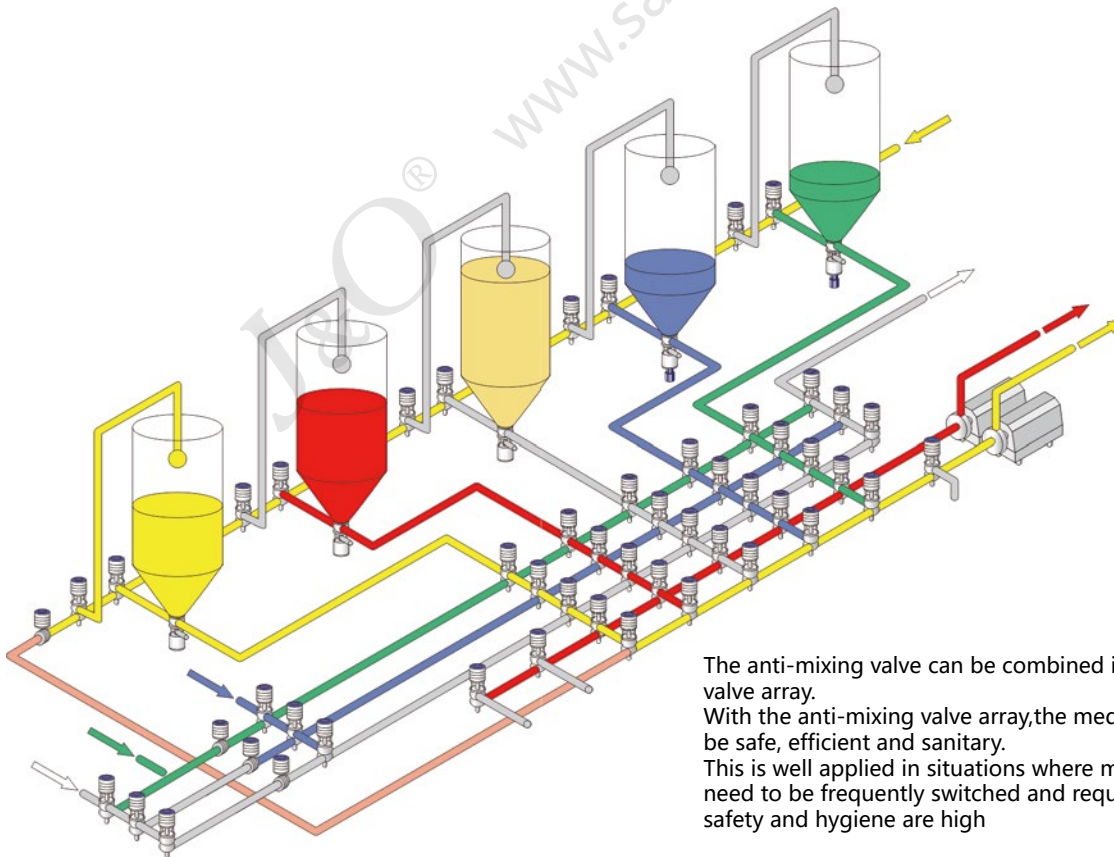 www.sa
J&O®
The anti-mixing valve can be combined i
valve array.
With the anti-mixing valve array,the med
be safe, efficient and sanitary.
This is well applied in situations where m
need to be frequently switched and requ
safety and hygiene are high